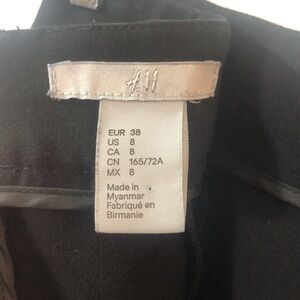 H&M
EUR 38
US 8
CA 8
CN 165/72A
MX 8
Made in
Myanmar
Fabriqué en
Birmanie